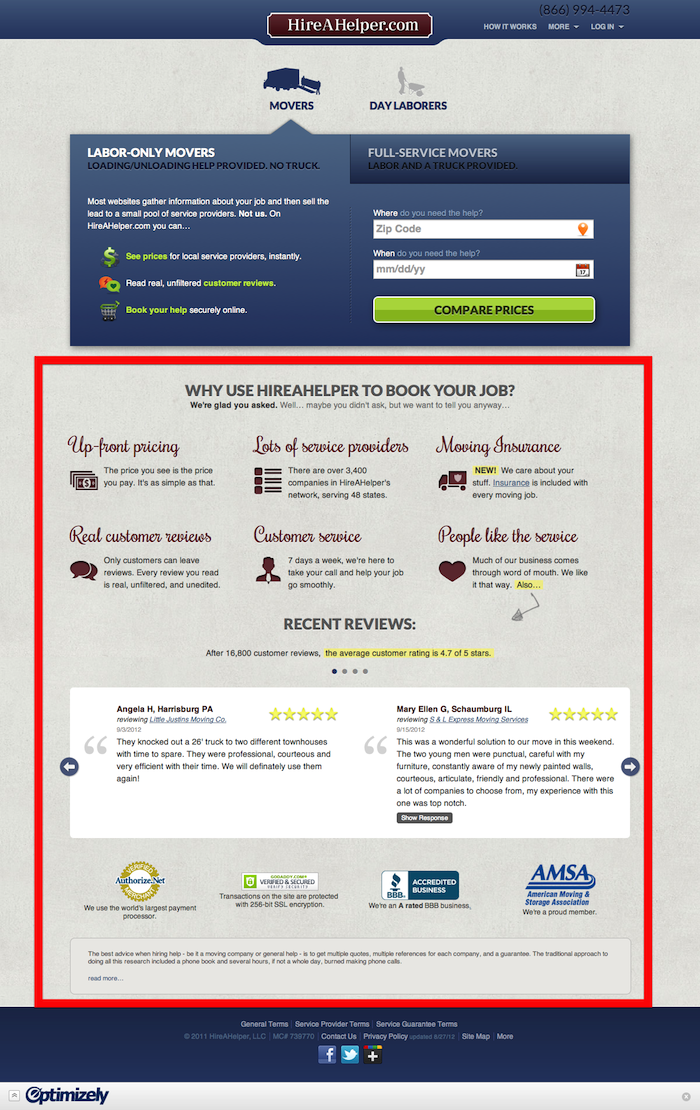 (866) 994-4473
HireAHelper.com
HOW IT WORKS MORE LOG IN
MOVERS
DAY LABORERS
LABOR-ONLY MOVERS
LOADING/UNLOADING HELP PROVIDED. NO TRUCK.
FULL-SERVICE MOVERS
LABOR AND A TRUCK PROVIDED.
Most websites gather information about your job and then sell the
lead to a small pool of service providers. Not us. On
HireAHelper.com you can...
See prices for local service providers, instantly.
Read real, unfiltered customer reviews.
Book your help securely online.
Where do you need the help?
Zip Code
When do you need the help?
mm/dd/yy
17
COMPARE PRICES
WHY USE HIREAHELPER TO BOOK YOUR JOB?
We're glad you asked. Well... maybe you didn't ask, but we want to tell you anyway...
Up-front pricing
The price you see is the price
you pay. It's as simple as that.
Lots of service providers
There are over 3,400
companies in HireAHelper's
network, serving 48 states.
Moving Insurance
NEW! We care about your
stuff. Insurance is included with
every moving job.
Real customer reviews
Only customers can leave
reviews. Every review you read
is real, unfiltered, and unedited.
Customer service
7 days a week, we're here to
take your call and help your job
go smoothly.
People like the service
Much of our business comes
through word of mouth. We like
it that way. Also...
RECENT REVIEWS:
After 16,800 customer reviews, the average customer rating is 4.7 of 5 stars.
Angela H, Harrisburg PA
reviewing Little Justins Moving Co.
9/3/2012
They knocked out a 26' truck to two different townhouses
with time to spare. They were professional, courteous and
very efficient with their time. We will definately use them
again!
Mary Ellen G, Schaumburg IL
reviewing S & L Express Moving Services
9/15/2012
This was a wonderful solution to our move in this weekend.
The two young men were punctual, careful with my
furniture, constantly aware of my newly painted walls,
courteous, articulate, friendly and professional. There were
a lot of companies to choose from, my experience with this
one was top notch.
Show Response
Authorize.Net
We use the world's largest payment
processor.
GODADDY.COM
VERIFIED & SECURED
VERIFY SECURITY
Transactions on the site are protected
with 256-bit SSL encryption.
BBB
ACCREDITED
BUSINESS
We're an A rated BBB business,
AMSA
American Moving &
Storage Association
We're a proud member.
The best advice when hiring help - be it a moving company or general help - is to get multiple quotes, multiple references for each company, and a guarantee. The traditional approach to
doing all this research included a phone book and several hours, if not a whole day, burned making phone calls.
read more...
General Terms | Service Provider Terms | Service Guarantee Terms
© 2011 HireAHelper, LLC | MC# 739770 | Contact Us | Privacy Policy updated 8/27/12 | Site Map | More
Optimizely